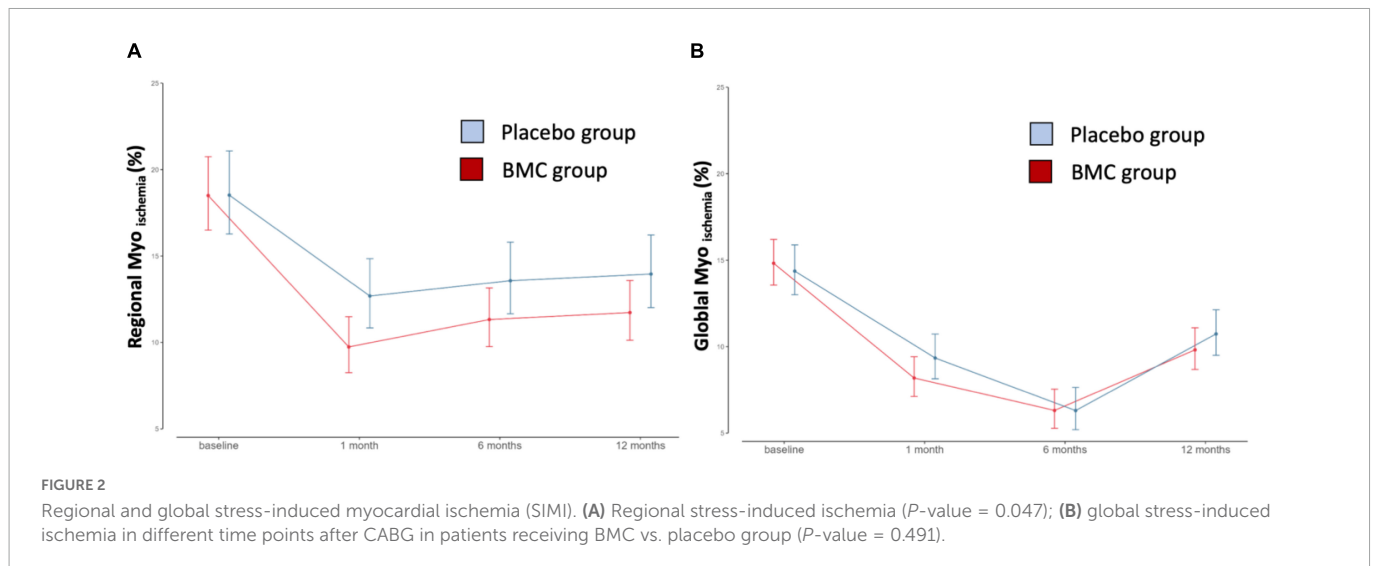 A
25
20
15
10
5
Regional Myo ischemia (%)
Placebo group
BMC group
baseline
1 month
6 months
12 months
B
25
20
15
10
5
Globlal Myo ischemia (%)
Placebo group
BMC group
baseline
1 month
6 months
12 months
FIGURE 2
Regional and global stress-induced myocardial ischemia (SIMI). (A) Regional stress-induced ischemia (P-value = 0.047); (B) global stress-induced
ischemia in different time points after CABG in patients receiving BMC vs. placebo group (P-value = 0.491).